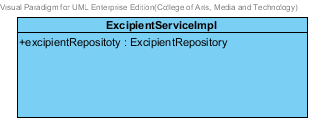 Visual Paradigm for UML Enterprise Edition(College of Arts, Media and Technology)
ExcipientServiceImpl
+excipientRepositoty : ExcipientRepository